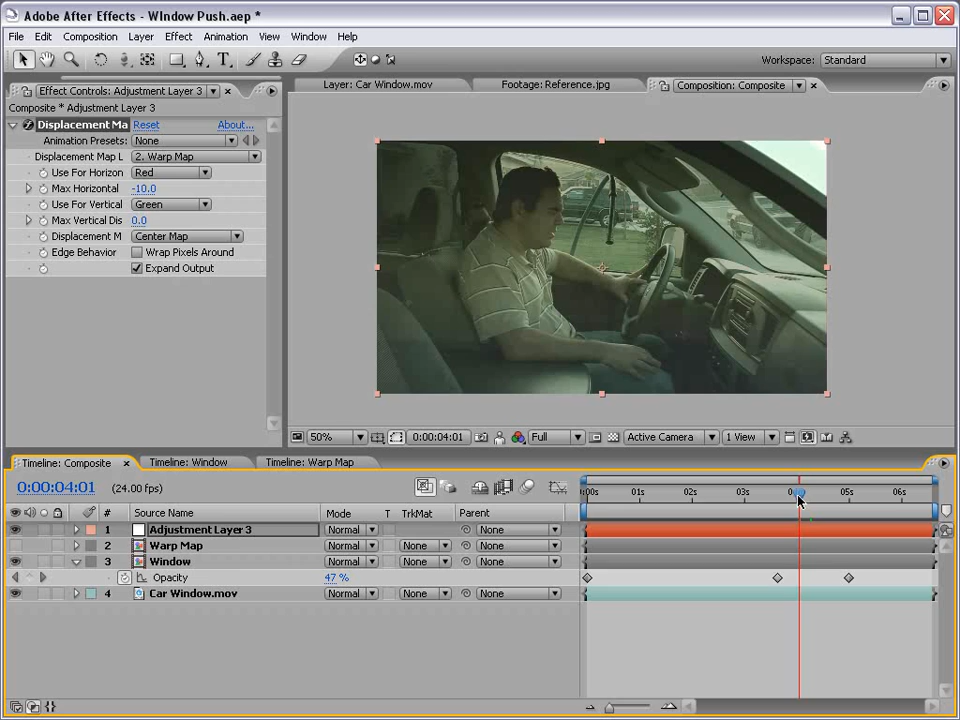 Adobe After Effects - WIndow Push.aep *
File Edit Composition Layer Effect Animation View Window Help
Workspace: Standard
Effect Controls: Adjustment Layer 3
Layer: Car Window.mov
Footage: Reference.jpg
Composition: Composite
Composite * Adjustment Layer 3
Displacement Ma Reset About...
Animation Presets: None
Displacement Map L 2. Warp Map
Use For Horizon Red
Max Horizontal -10.0
Use For Vertical Green
Max Vertical Dis 0.0
Displacement M Center Map
Edge Behavior Wrap Pixels Around
Expand Output
50% 0:00:04:01 Full Active Camera 1 View
Timeline: Composite Timeline: Window Timeline: Warp Map
0:00:04:01 (24.00 fps)
:00s 01s 02s 03s 05s 06s
# Source Name Mode T TrkMat Parent
1 Adjustment Layer 3 Normal None
2 Warp Map Normal None None
3 Window Normal None None
Opacity 47 %
4 Car Window.mov Normal None None